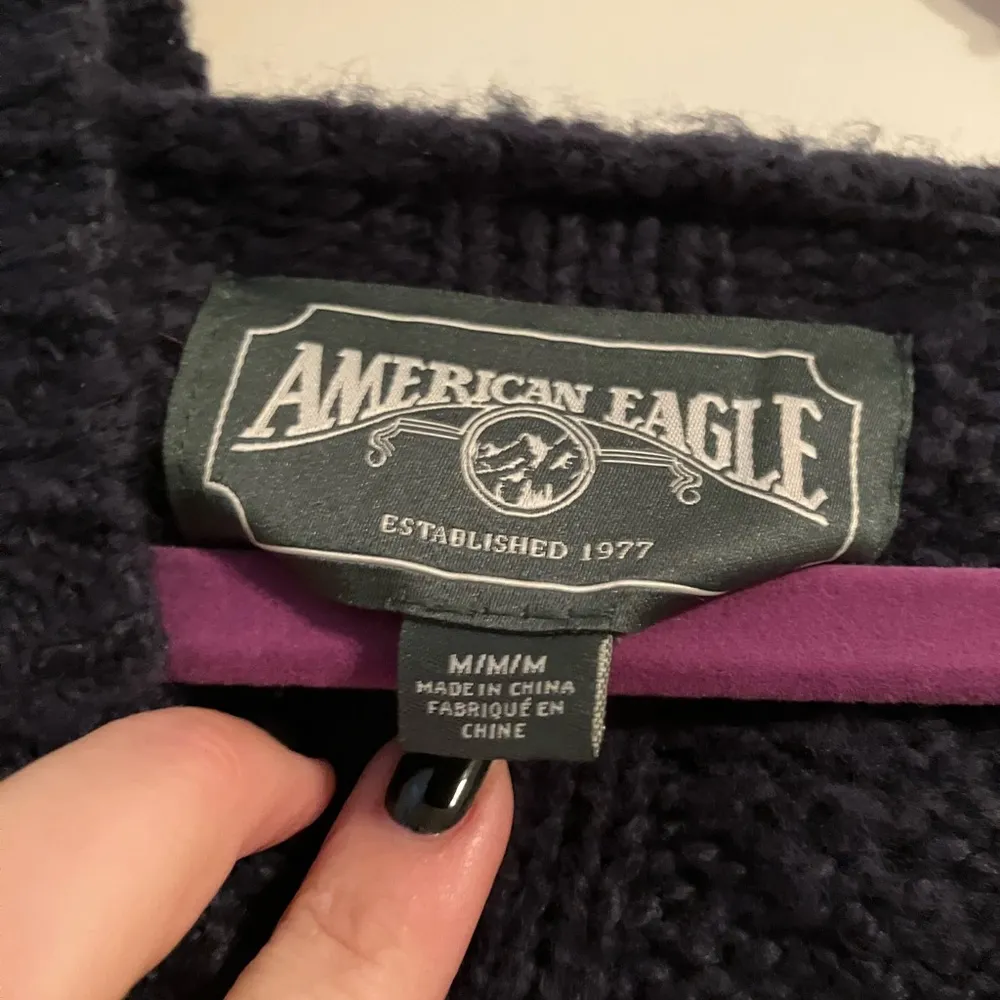 AMERICAN EAGLE
ESTABLISHED 1977
M/M/M
MADE IN CHINA
FABRIQUÉ EN
CHINE